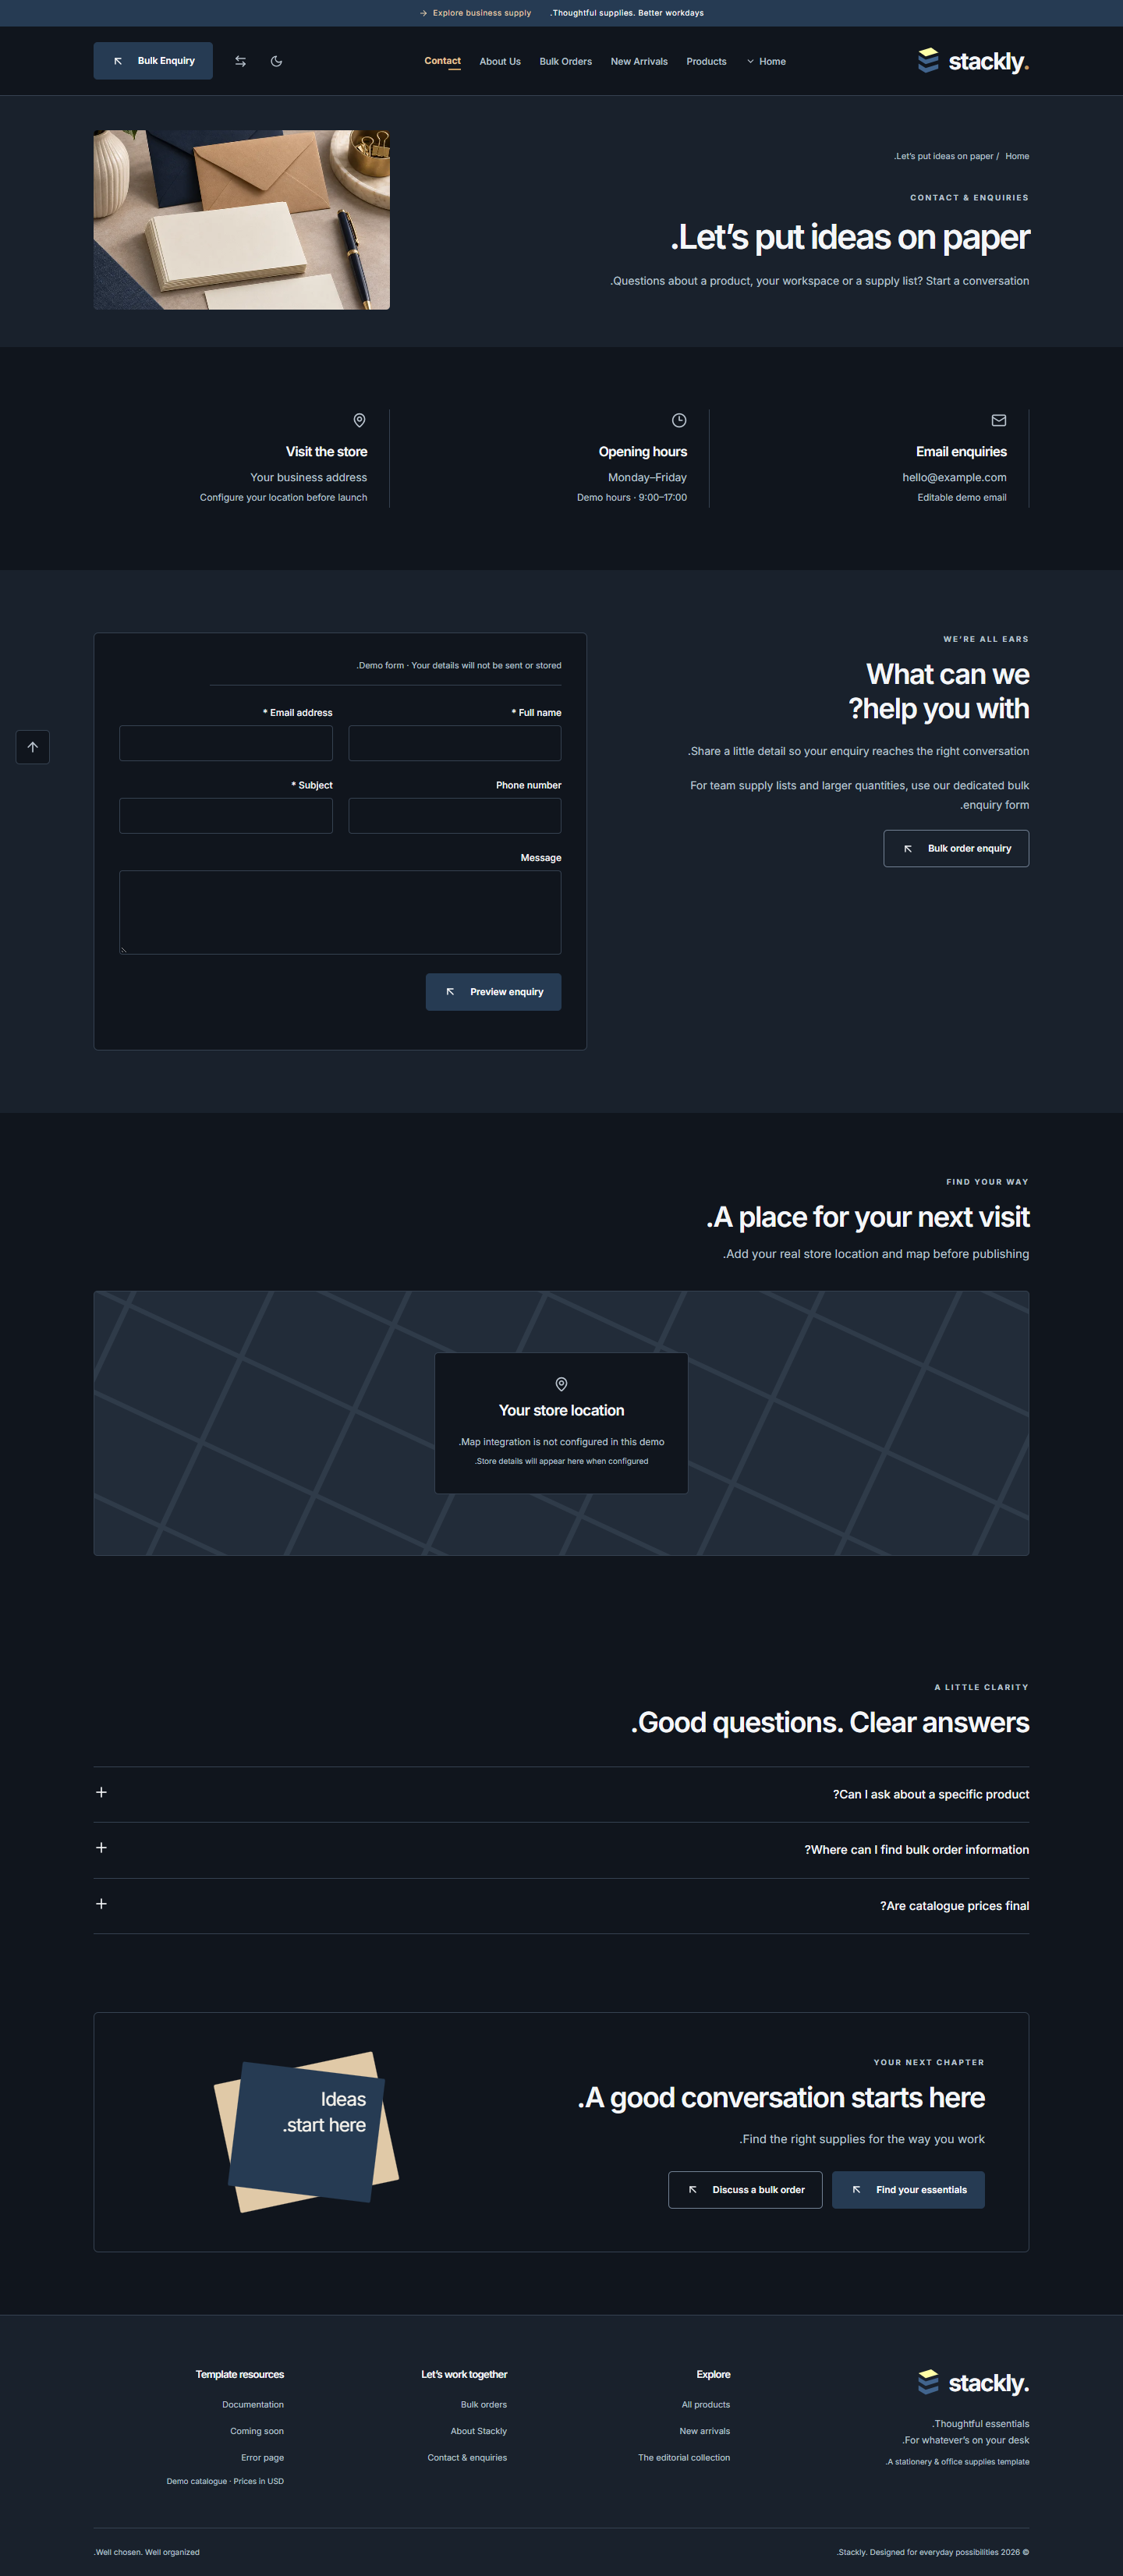 .Thoughtful supplies. Better workdays
Explore business supply
stackly.
Home
Products
New Arrivals
Bulk Orders
About Us
Contact
Bulk Enquiry
.Let's put ideas on paper / Home
CONTACT & ENQUIRIES
.Let's put ideas on paper
.Questions about a product, your workspace or a supply list? Start a conversation
Email enquiries
hello@example.com
Editable demo email
Opening hours
Monday–Friday
Demo hours · 9:00–17:00
Visit the store
Your business address
Configure your location before launch
WE'RE ALL EARS
What can we
?help you with
.Share a little detail so your enquiry reaches the right conversation
For team supply lists and larger quantities, use our dedicated bulk
.enquiry form
Bulk order enquiry
.Demo form · Your details will not be sent or stored
* Full name
* Email address
Phone number
* Subject
Message
Preview enquiry
FIND YOUR WAY
.A place for your next visit
.Add your real store location and map before publishing
Your store location
.Map integration is not configured in this demo
.Store details will appear here when configured
A LITTLE CLARITY
.Good questions. Clear answers
?Can I ask about a specific product
?Where can I find bulk order information
?Are catalogue prices final
YOUR NEXT CHAPTER
.A good conversation starts here
.Find the right supplies for the way you work
Find your essentials
Discuss a bulk order
Ideas
.start here
stackly.
.Thoughtful essentials
.For whatever's on your desk
.A stationery & office supplies template
Explore
All products
New arrivals
The editorial collection
Let's work together
Bulk orders
About Stackly
Contact & enquiries
Template resources
Documentation
Coming soon
Error page
Demo catalogue · Prices in USD
.Stackly. Designed for everyday possibilities 2026 ©
.Well chosen. Well organized